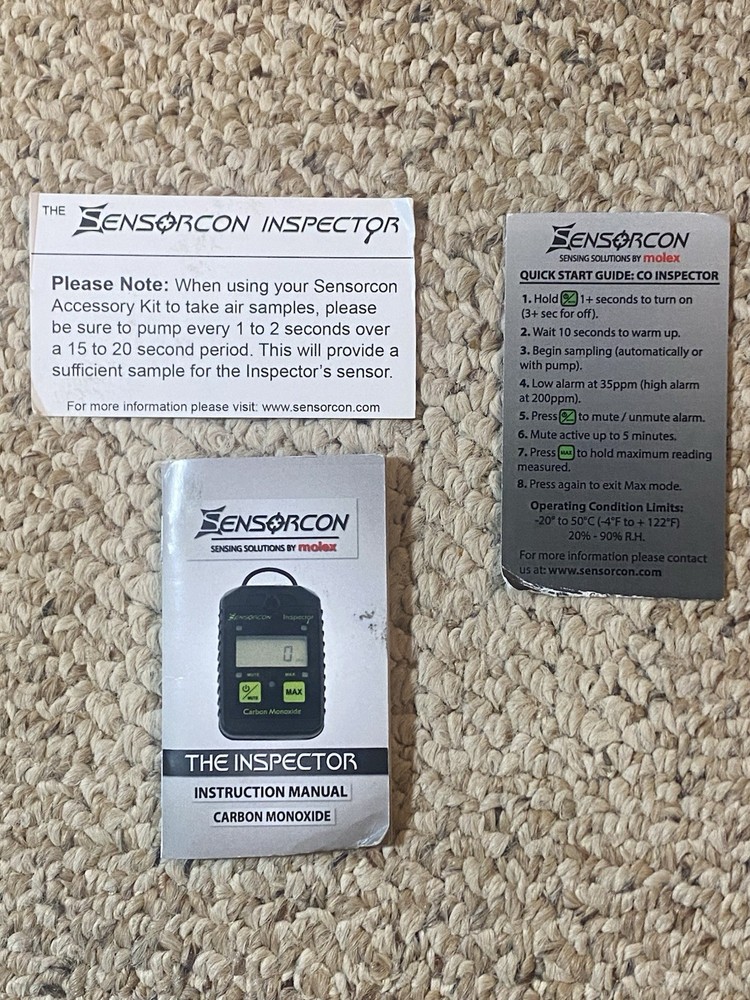 THE SENSORCON INSPECTOR
Please Note: When using your Sensorcon
Accessory Kit to take air samples, please
be sure to pump every 1 to 2 seconds over
a 15 to 20 second period. This will provide a
sufficient sample for the Inspector's sensor.
For more information please visit: www.sensorcon.com
SENSORCON
SENSING SOLUTIONS BY molex
QUICK START GUIDE: CO INSPECTOR
1. Hold 1+ seconds to turn on
(3+ sec for off).
2. Wait 10 seconds to warm up.
3. Begin sampling (automatically or
with pump).
4. Low alarm at 35ppm (high alarm
at 200ppm).
5. Press to mute / unmute alarm.
6. Mute active up to 5 minutes.
7. Press MAX to hold maximum reading
measured.
8. Press again to exit Max mode.
Operating Condition Limits:
-20° to 50°C (-4°F to + 122°F)
20% - 90% R.H.
For more information please contact
us at: www.sensorcon.com
SENSORCON
SENSING SOLUTIONS BY molex
SENSORCON Inspector
0
MUTE MAX
MUTE MAX
Carbon Monoxide
THE INSPECTOR
INSTRUCTION MANUAL
CARBON MONOXIDE